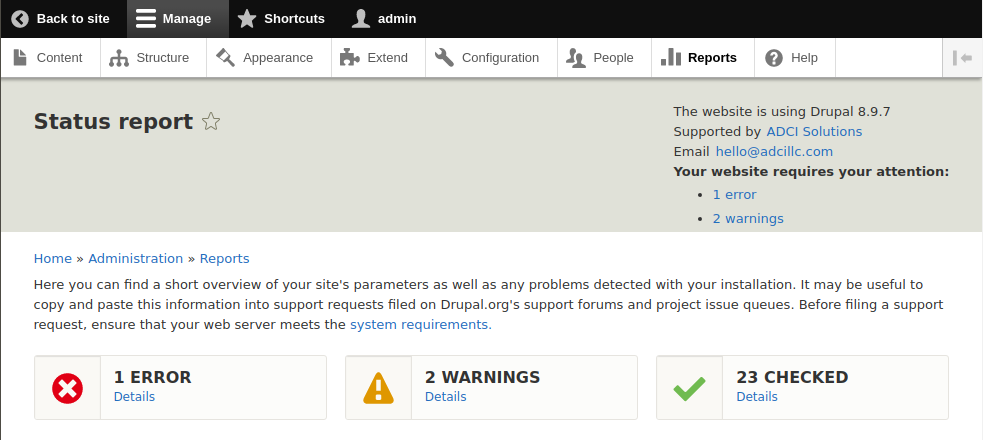 Back to site Manage Shortcuts admin
Content Structure Appearance Extend Configuration People Reports Help
Status report
The website is using Drupal 8.9.7
Supported by ADCI Solutions
Email hello@adcillc.com
Your website requires your attention:
• 1 error
• 2 warnings
Home » Administration » Reports
Here you can find a short overview of your site's parameters as well as any problems detected with your installation. It may be useful to
copy and paste this information into support requests filed on Drupal.org's support forums and project issue queues. Before filing a support
request, ensure that your web server meets the system requirements.
1 ERROR
Details
2 WARNINGS
Details
23 CHECKED
Details